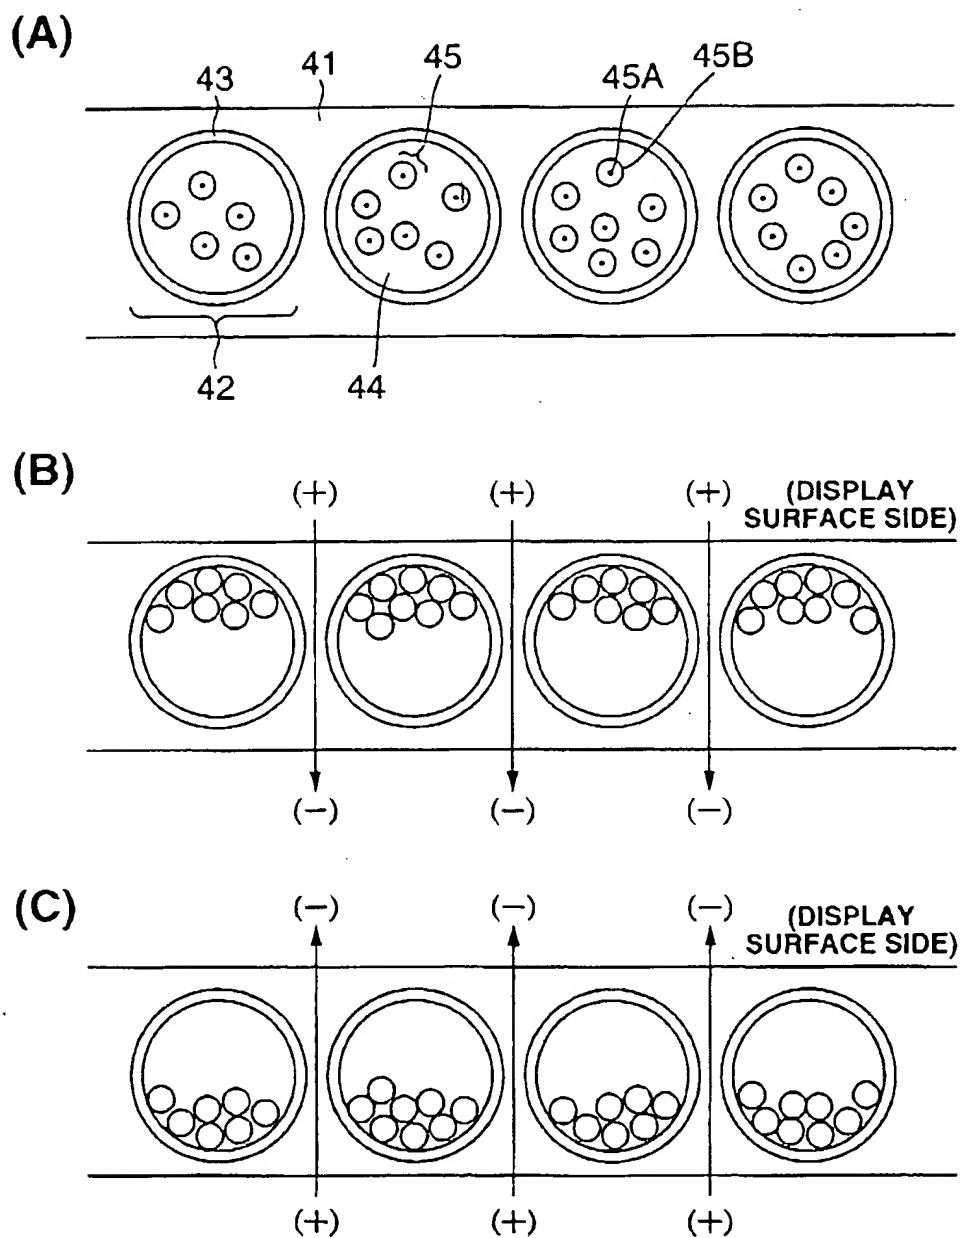 (A)
43 41 45 45A 45B
42 44
(B)
(+) (+) (+) (DISPLAY
SURFACE SIDE)
(−) (−) (−)
(C)
(−) (−) (−) (DISPLAY
SURFACE SIDE)
(+) (+) (+)